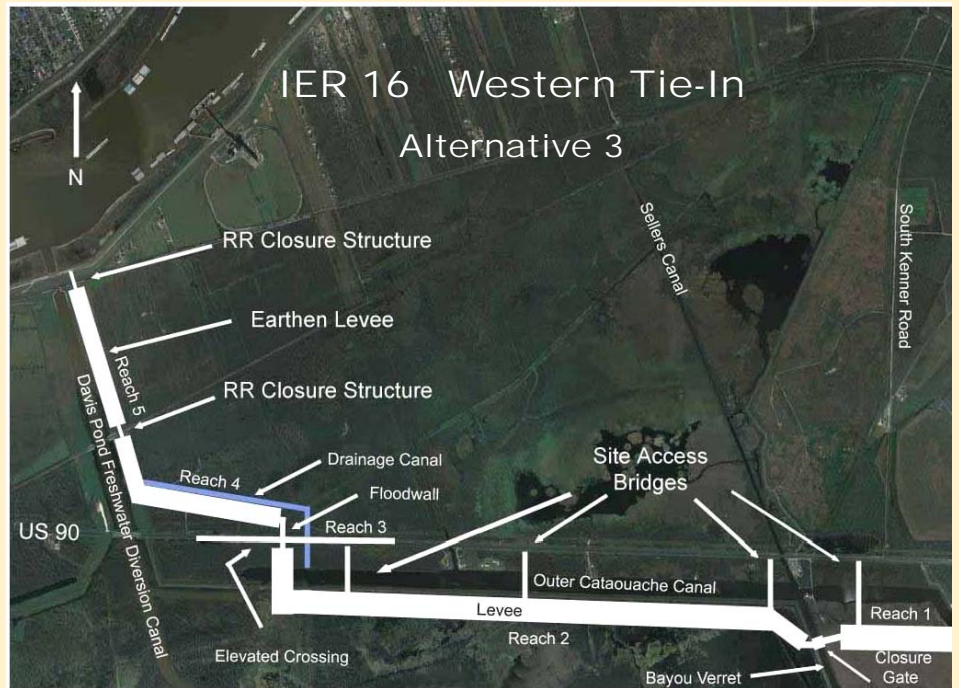 IER 16 Western Tie-In
Alternative 3
N
RR Closure Structure
Earthen Levee
Reach 5
RR Closure Structure
Davis Pond Freshwater Diversion Canal
Sellers Canal
South Kenner Road
Reach 4
Drainage Canal
Floodwall
Site Access
Bridges
US 90
Reach 3
Outer Cataouache Canal
Levee
Reach 2
Reach 1
Elevated Crossing
Bayou Verret
Closure
Gate